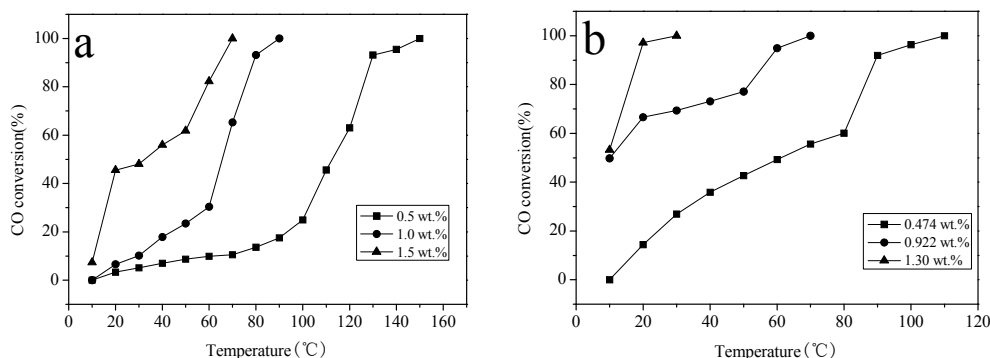 a
100
80
60
40
20
0
CO conversion(%)
0 20 40 60 80 100 120 140 160
Temperature(℃)
0.5 wt.%
1.0 wt.%
1.5 wt.%
b
100
80
60
40
20
0
CO conversion(%)
0 20 40 60 80 100 120
Temperature(℃)
0.474 wt.%
0.922 wt.%
1.30 wt.%